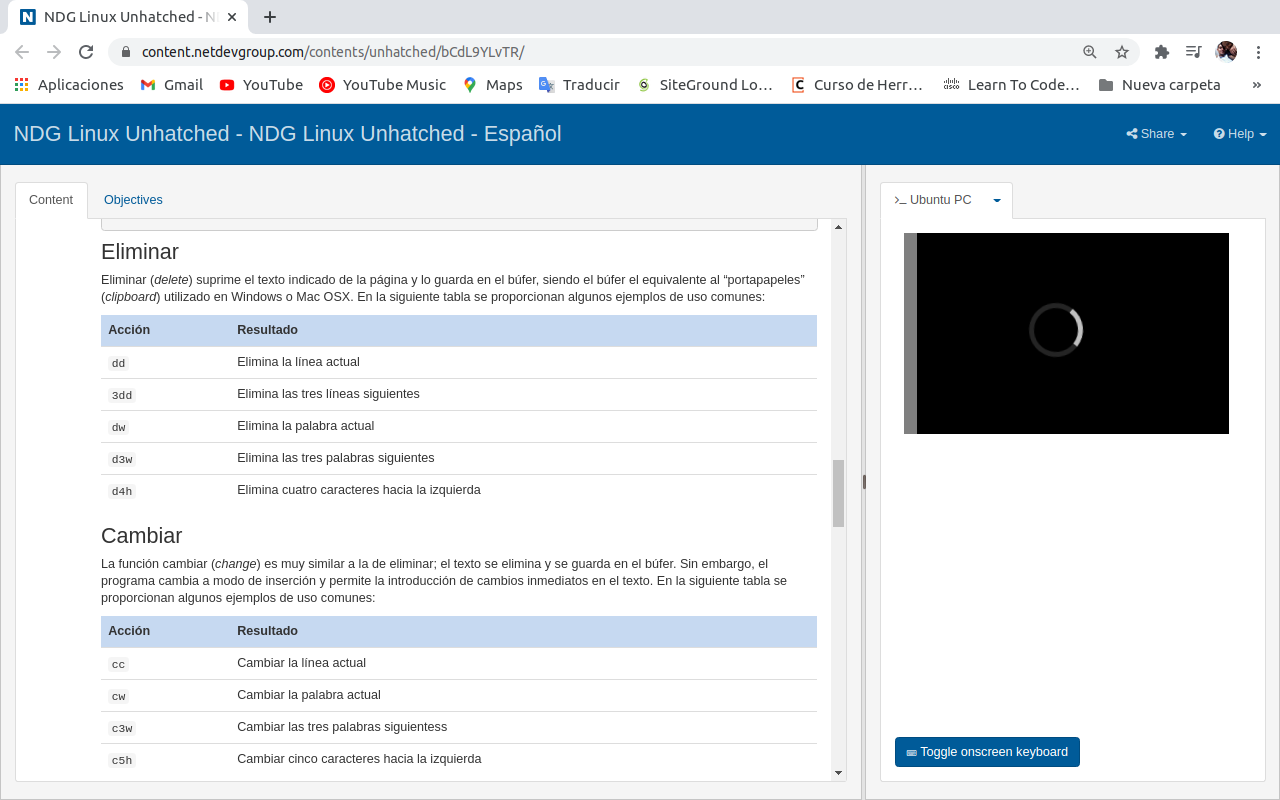 NDG Linux Unhatched - N
content.netdevgroup.com/contents/unhatched/bCdL9YLvTR/
Aplicaciones
Gmail
YouTube
YouTube Music
Maps
Traducir
SiteGround Lo...
Curso de Herr...
Learn To Code...
Nueva carpeta
»
NDG Linux Unhatched - NDG Linux Unhatched - Español
Share
Help
Content
Objectives
Eliminar
Eliminar (delete) suprime el texto indicado de la página y lo guarda en el búfer, siendo el búfer el equivalente al “portapapeles”
(clipboard) utilizado en Windows o Mac OSX. En la siguiente tabla se proporcionan algunos ejemplos de uso comunes:
Acción Resultado
dd Elimina la línea actual
3dd Elimina las tres líneas siguientes
dw Elimina la palabra actual
d3w Elimina las tres palabras siguientes
d4h Elimina cuatro caracteres hacia la izquierda
Cambiar
La función cambiar (change) es muy similar a la de eliminar; el texto se elimina y se guarda en el búfer. Sin embargo, el
programa cambia a modo de inserción y permite la introducción de cambios inmediatos en el texto. En la siguiente tabla se
proporcionan algunos ejemplos de uso comunes:
Acción Resultado
cc Cambiar la línea actual
cw Cambiar la palabra actual
c3w Cambiar las tres palabras siguientess
c5h Cambiar cinco caracteres hacia la izquierda
Ubuntu PC
Toggle onscreen keyboard